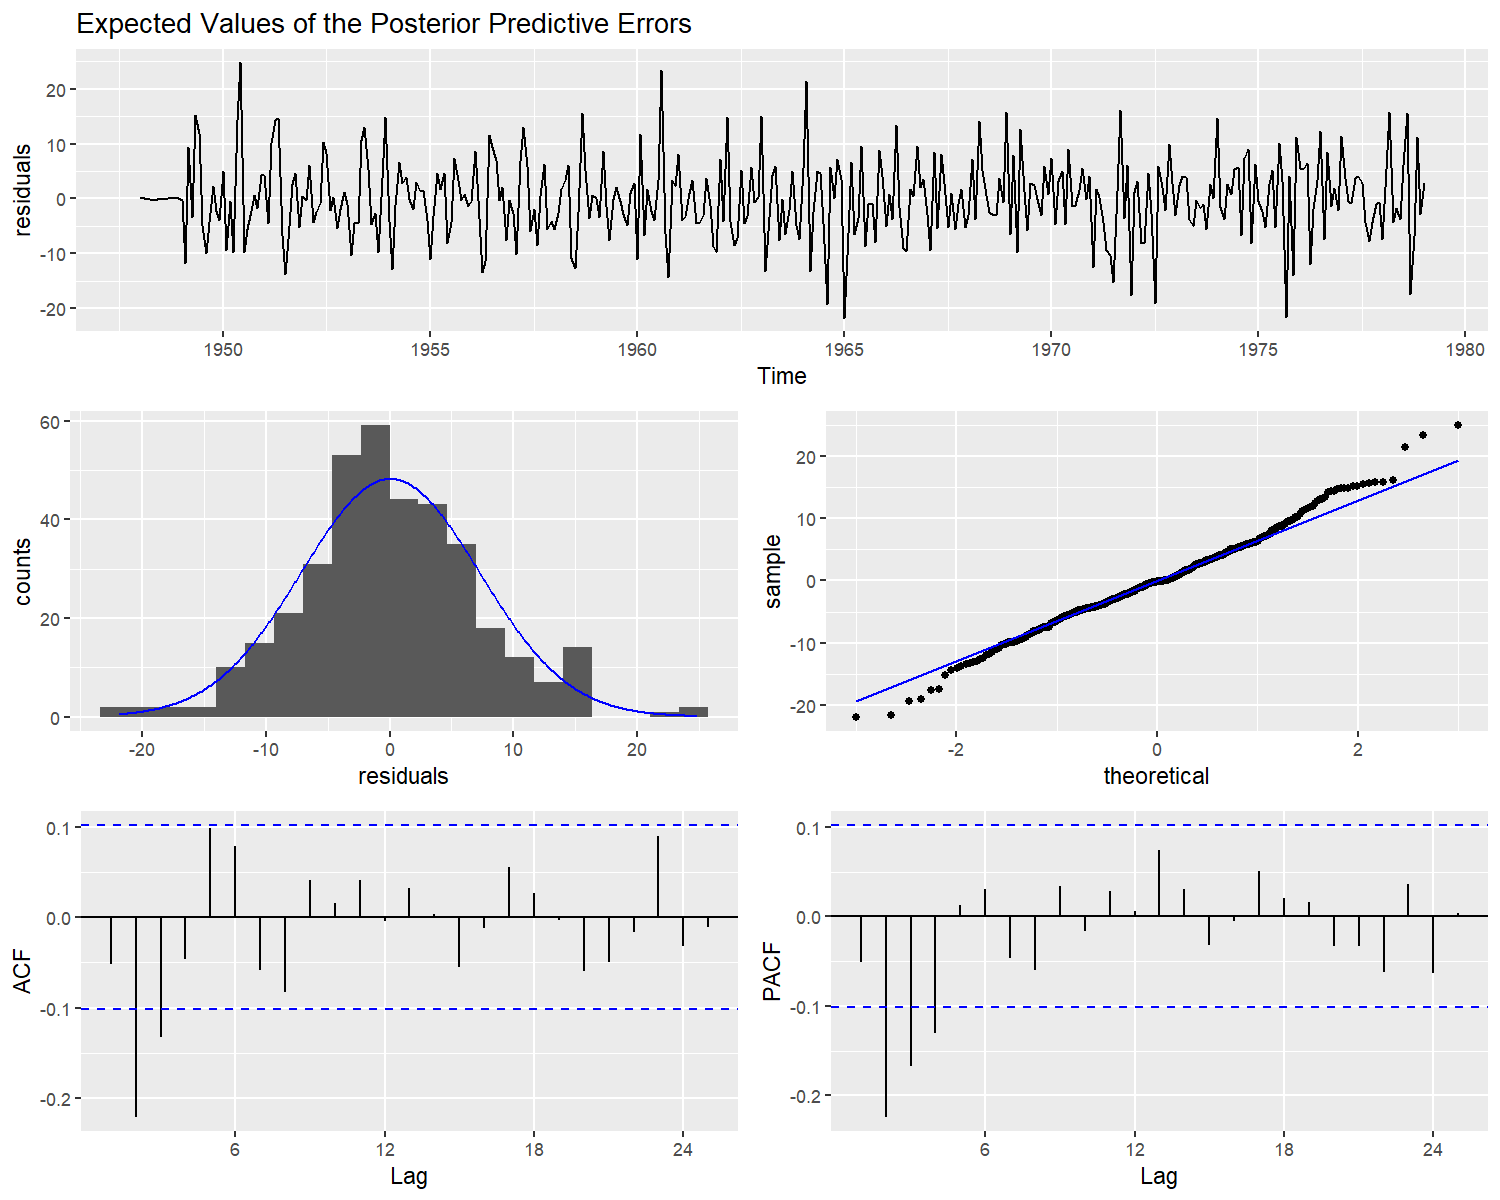 Expected Values of the Posterior Predictive Errors
residuals
20
10
0
-10
-20
1950 1955 1960 1965 1970 1975 1980
Time
counts
60
40
20
0
-20 -10 0 10 20
residuals
sample
20
10
0
-10
-20
-2 0 2
theoretical
ACF
0.1
0.0
-0.1
-0.2
6 12 18 24
Lag
PACF
0.1
0.0
-0.1
-0.2
6 12 18 24
Lag